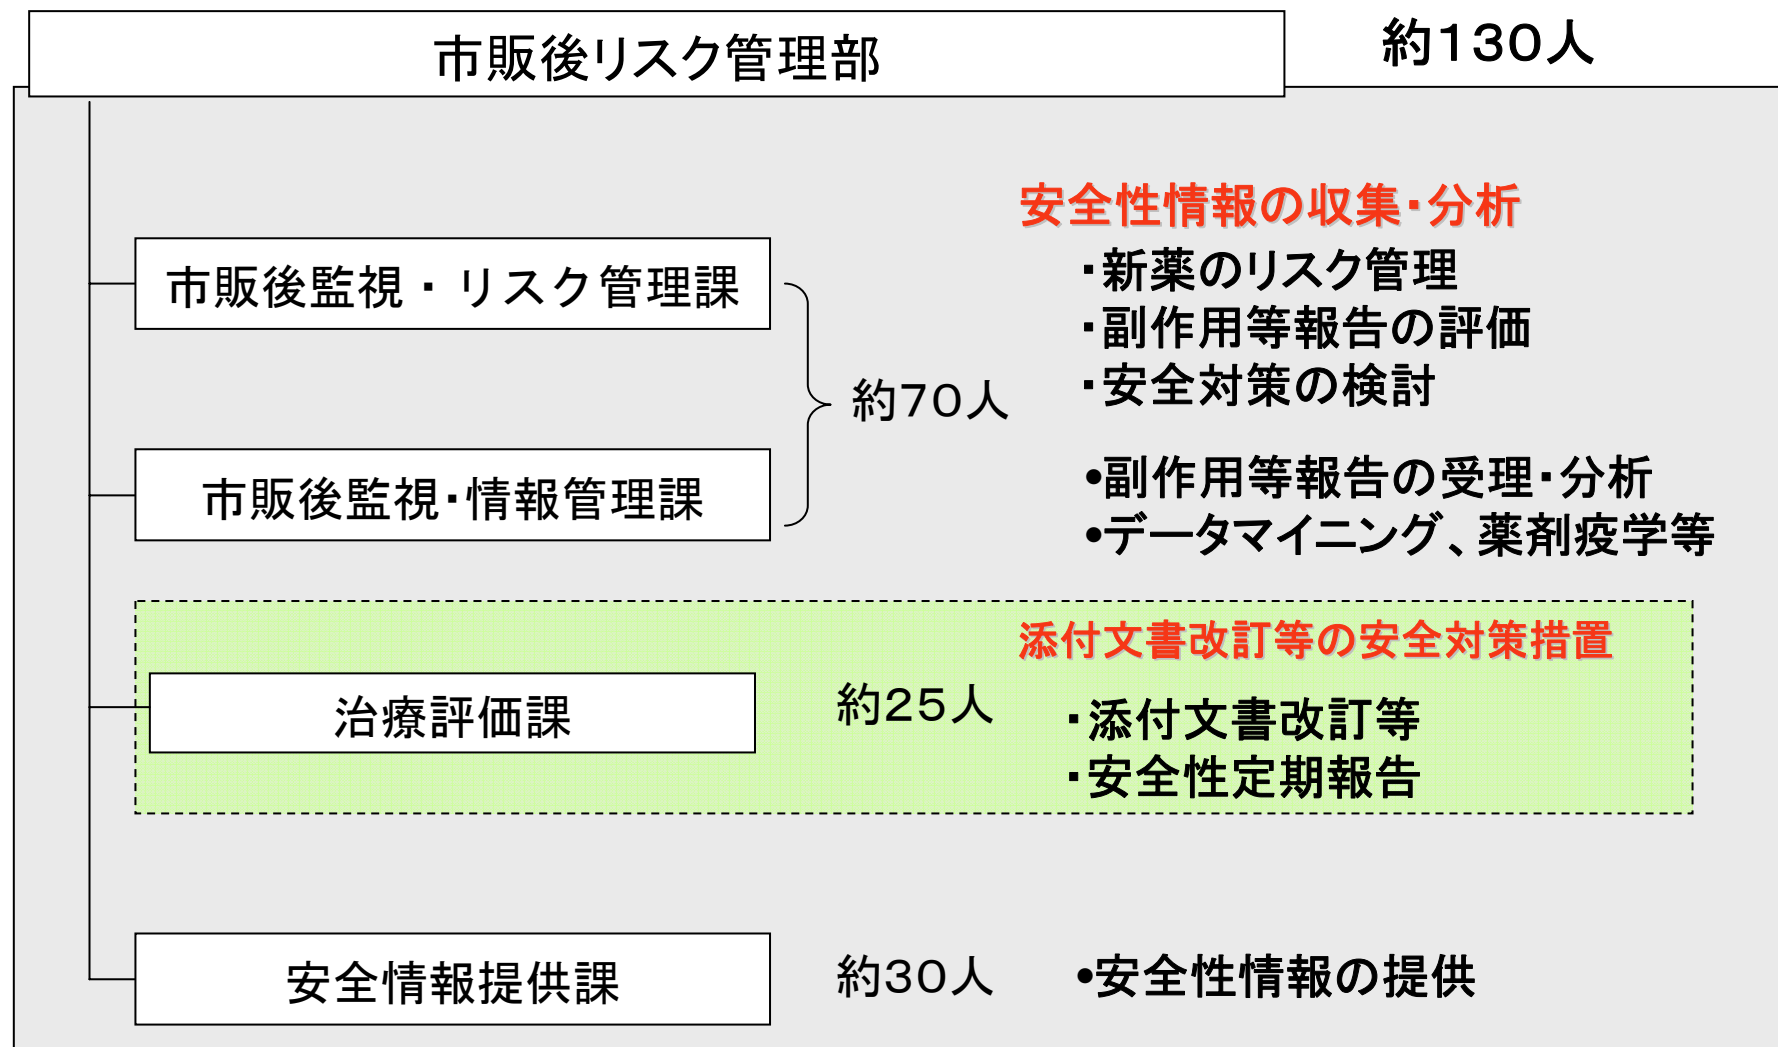 市販後リスク管理部
約130人
安全性情報の収集・分析
市販後監視・リスク管理課
・新薬のリスク管理
・副作用等報告の評価
・安全対策の検討
約70人
市販後監視・情報管理課
•副作用等報告の受理・分析
•データマイニング、薬剤疫学等
添付文書改訂等の安全対策措置
治療評価課
約25人
・添付文書改訂等
・安全性定期報告
安全情報提供課
約30人
•安全性情報の提供